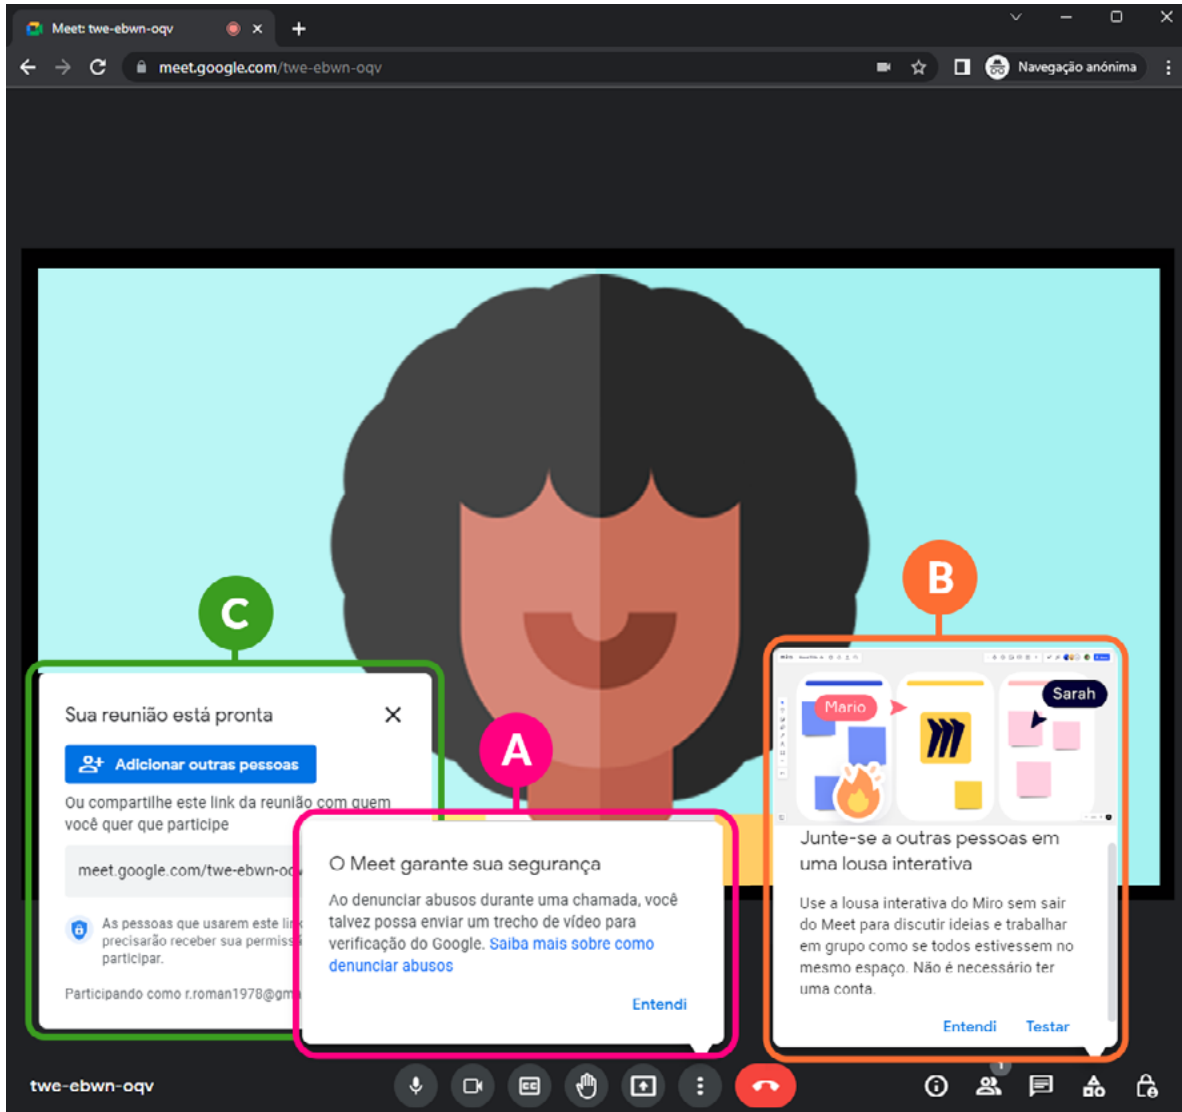 Meet: twe-ebwn-oqv
meet.google.com/twe-ebwn-oqv
Navegação anónima
C
B
A
Sua reunião está pronta
Adicionar outras pessoas
Ou compartilhe este link da reunião com quem
você quer que participe
meet.google.com/twe-ebwn-oqv
As pessoas que usarem este lin
precisarão receber sua permissã
participar.
Participando como r.roman1978@gm
O Meet garante sua segurança
Ao denunciar abusos durante uma chamada, você
talvez possa enviar um trecho de vídeo para
verificação do Google. Saiba mais sobre como
denunciar abusos
Entendi
Mario
Sarah
Junte-se a outras pessoas em
uma lousa interativa
Use a lousa interativa do Miro sem sair
do Meet para discutir ideias e trabalhar
em grupo como se todos estivessem no
mesmo espaço. Não é necessário ter
uma conta.
Entendi Testar
twe-ebwn-oqv
CC
1